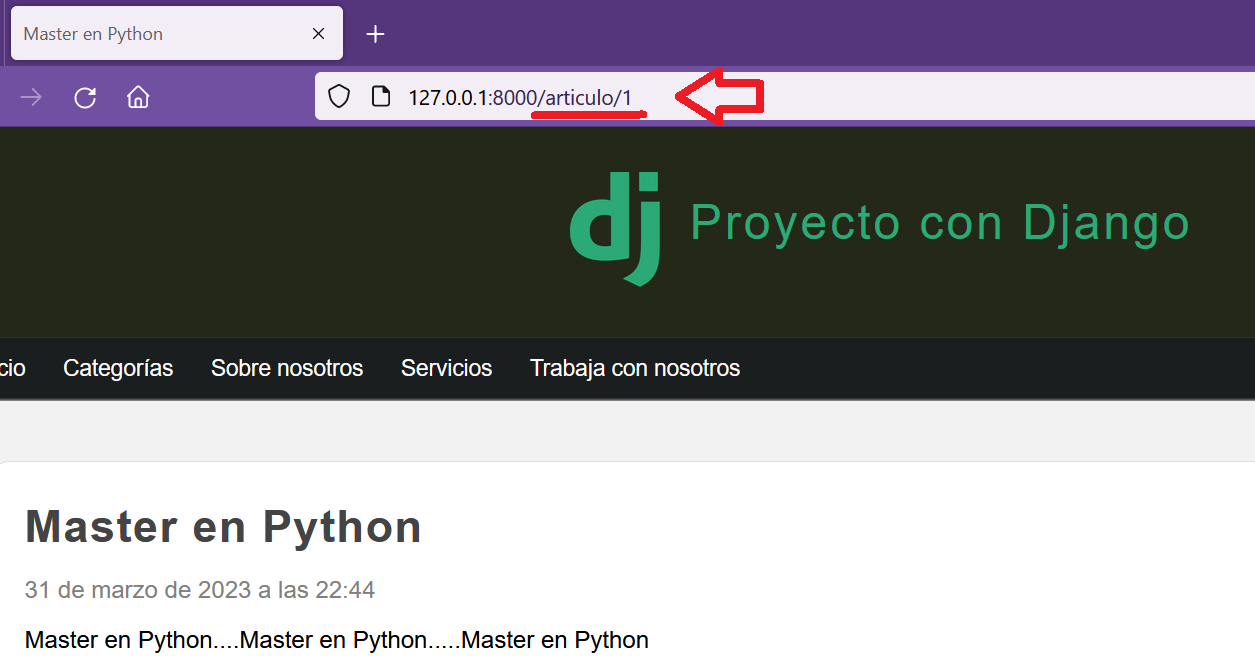 Master en Python
127.0.0.1:8000/articulo/1
dj Proyecto con Django
cio Categorías Sobre nosotros Servicios Trabaja con nosotros
Master en Python
31 de marzo de 2023 a las 22:44
Master en Python....Master en Python.....Master en Python